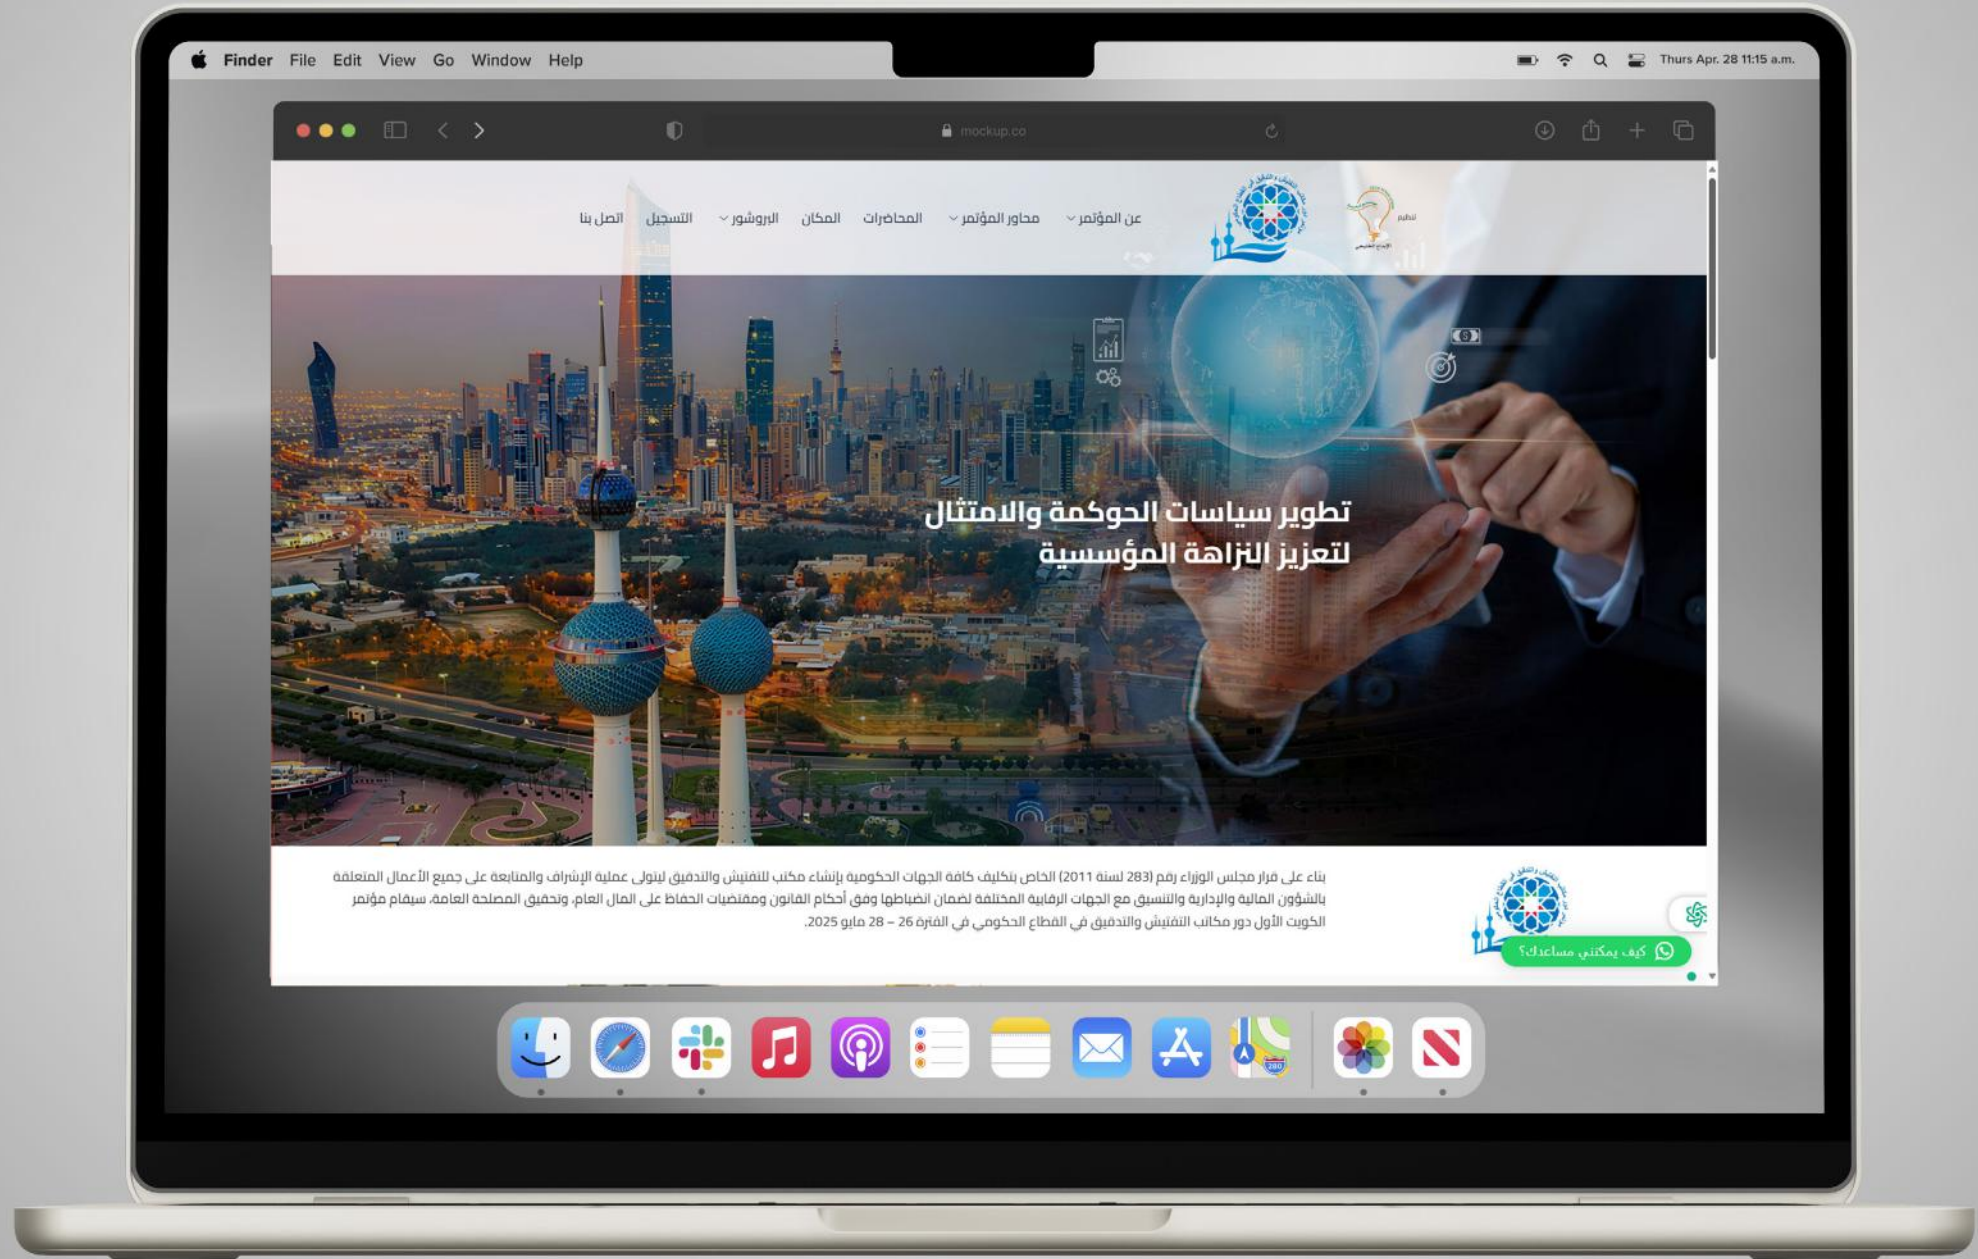 Finder File Edit View Go Window Help
Thurs Apr. 28 11:15 a.m.
mockup.co
تنظيم
الإبداع الخليجي
عن المؤتمر
محاور المؤتمر
المحاضرات
المكان
البروشور
التسجيل
اتصل بنا
تطوير سياسات الحوكمة والامتثال
لتعزيز النزاهة المؤسسية
بناء على قرار مجلس الوزراء رقم (283 لسنة 2011) الخاص بتكليف كافة الجهات الحكومية بإنشاء مكتب للتفتيش والتدقيق ليتولى عملية الإشراف والمتابعة على جميع الأعمال المتعلقة
بالشؤون المالية والإدارية والتنسيق مع الجهات الرقابية المختلفة لضمان انضباطها وفق أحكام القانون ومقتضيات الحفاظ على المال العام، وتحقيق المصلحة العامة، سيقام مؤتمر
الكويت الأول دور مكاتب التفتيش والتدقيق في القطاع الحكومي في الفترة 26 – 28 مايو 2025.
كيف يمكنني مساعدك؟
280